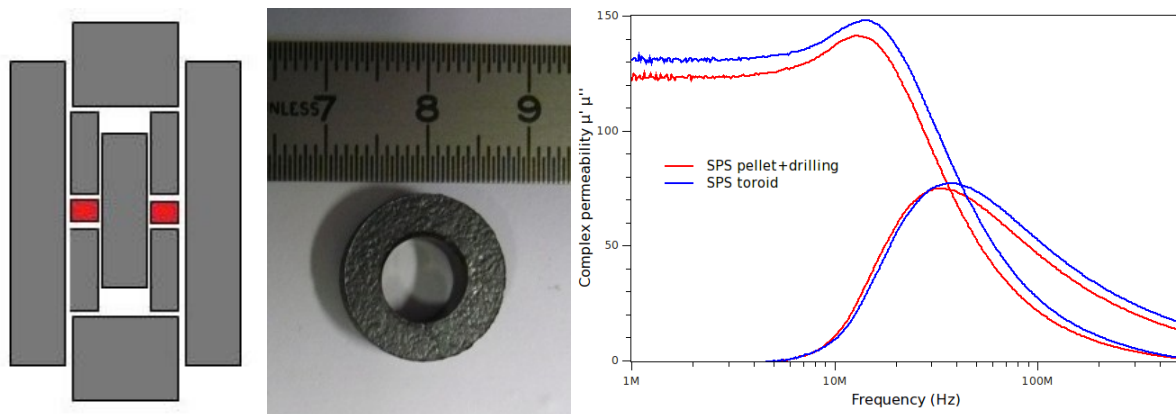 NLESS
7
8
9
150
100
50
0
Complex permeability μ' μ''
SPS pellet+drilling
SPS toroid
1M
10M
100M
Frequency (Hz)